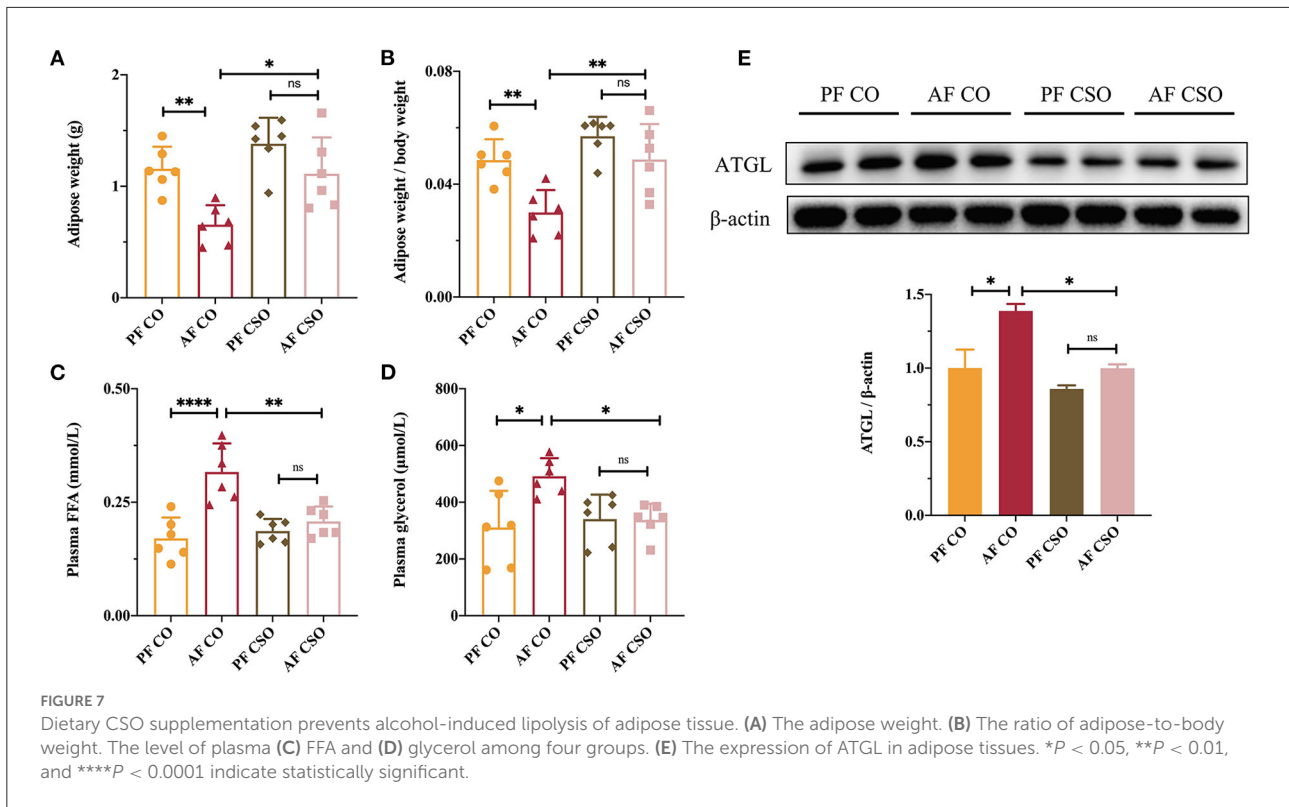 A
Adipose weight (g)
2
1
0
**
*
ns
PF CO
AF CO
PF CSO
AF CSO
B
Adipose weight / body weight
0.08
0.04
0.00
**
**
ns
PF CO
AF CO
PF CSO
AF CSO
C
Plasma FFA (mmol/L)
0.50
0.25
0.00
****
**
ns
PF CO
AF CO
PF CSO
AF CSO
D
Plasma glycerol (μmol/L)
800
600
400
200
0
*
*
ns
PF CO
AF CO
PF CSO
AF CSO
E
PF CO AF CO PF CSO AF CSO
ATGL
β-actin
ATGL / β-actin
1.5
1.0
0.5
0.0
*
*
ns
PF CO
AF CO
PF CSO
AF CSO
FIGURE 7
Dietary CSO supplementation prevents alcohol-induced lipolysis of adipose tissue. (A) The adipose weight. (B) The ratio of adipose-to-body
weight. The level of plasma (C) FFA and (D) glycerol among four groups. (E) The expression of ATGL in adipose tissues. *P < 0.05, **P < 0.01,
and ****P < 0.0001 indicate statistically significant.